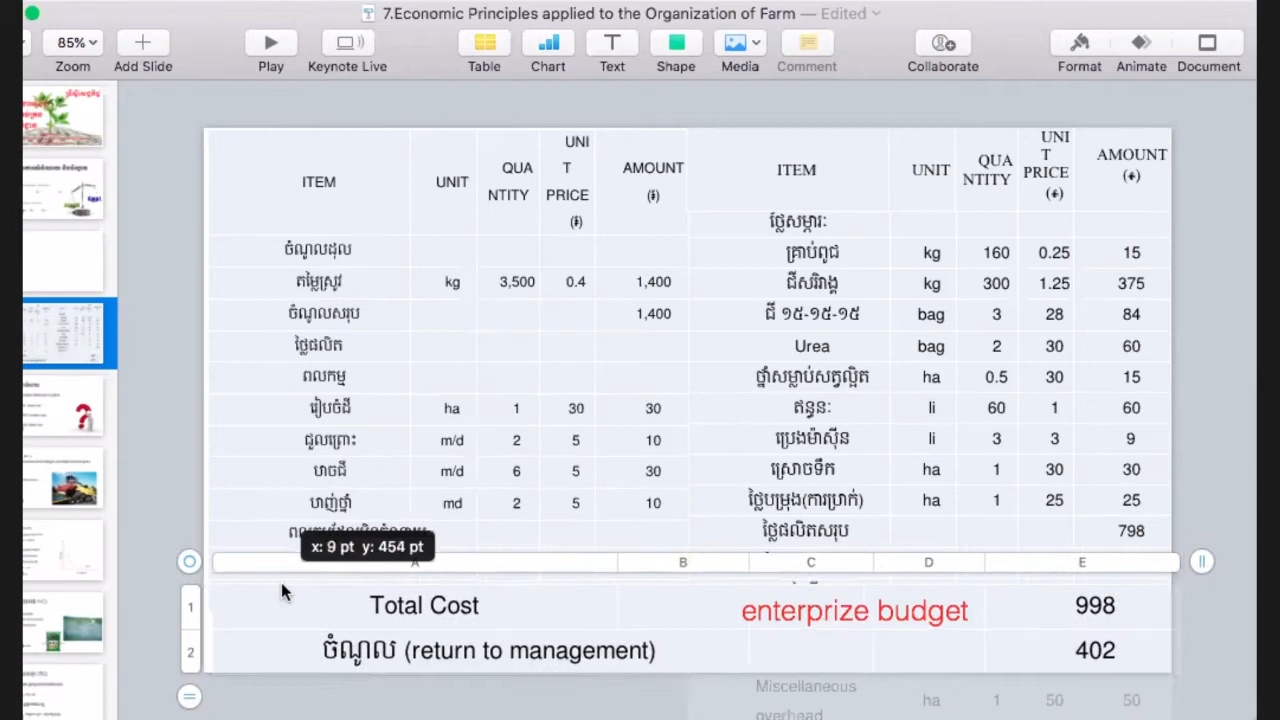 7.Economic Principles applied to the Organization of Farm — Edited
85%
Zoom
Add Slide
Play
Keynote Live
Table
Chart
Text
Shape
Media
Comment
Collaborate
Format
Animate
Document
ITEM UNIT QUA NTITY UNI T PRICE (៛) AMOUNT (៛)
ចំណូលដុល
តម្លៃស្រូវ kg 3,500 0.4 1,400
ចំណូលសរុប 1,400
ថ្លៃផលិត
ពលកម្ម
រៀបចំដី ha 1 30 30
ជួលព្រោះ m/d 2 5 10
បាចជី m/d 6 5 30
បាញ់ថ្នាំ md 2 5 10
ITEM UNIT QUA NTITY UNI T PRICE (៛) AMOUNT (៛)
ថ្លៃសម្ភារៈ
គ្រាប់ពូជ kg 160 0.25 15
ជីសរីរាង្គ kg 300 1.25 375
ជី ១៥-១៥-១៥ bag 3 28 84
Urea bag 2 30 60
ថ្នាំសម្លាប់សត្វល្អិត ha 0.5 30 15
ឥន្ធនៈ li 60 1 60
ប្រេងម៉ាស៊ីន li 3 3 9
ស្រោចទឹក ha 1 30 30
ថ្លៃបម្រុង(ការប្រាក់) ha 1 25 25
ថ្លៃផលិតសរុប 798
x: 9 pt y: 454 pt
A B C D E
1 Total Cost enterprize budget 998
2 ចំណូល (return to management) 402
Miscellaneous overhead ha 1 50 50